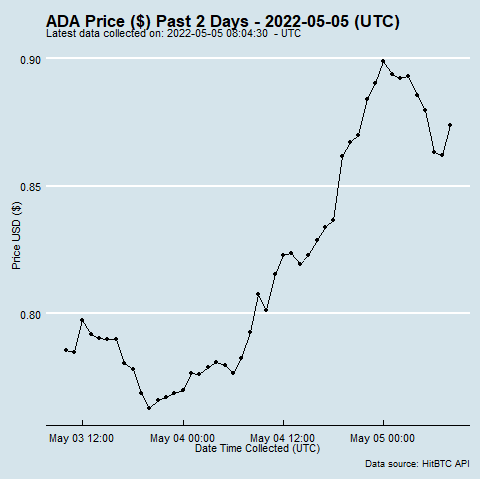 ADA Price ($) Past 2 Days - 2022-05-05 (UTC)
Latest data collected on: 2022-05-05 08:04:30  - UTC
0.90
0.85
0.80
Price USD ($)
May 03 12:00
May 04 00:00
May 04 12:00
May 05 00:00
Date Time Collected (UTC)
Data source: HitBTC API